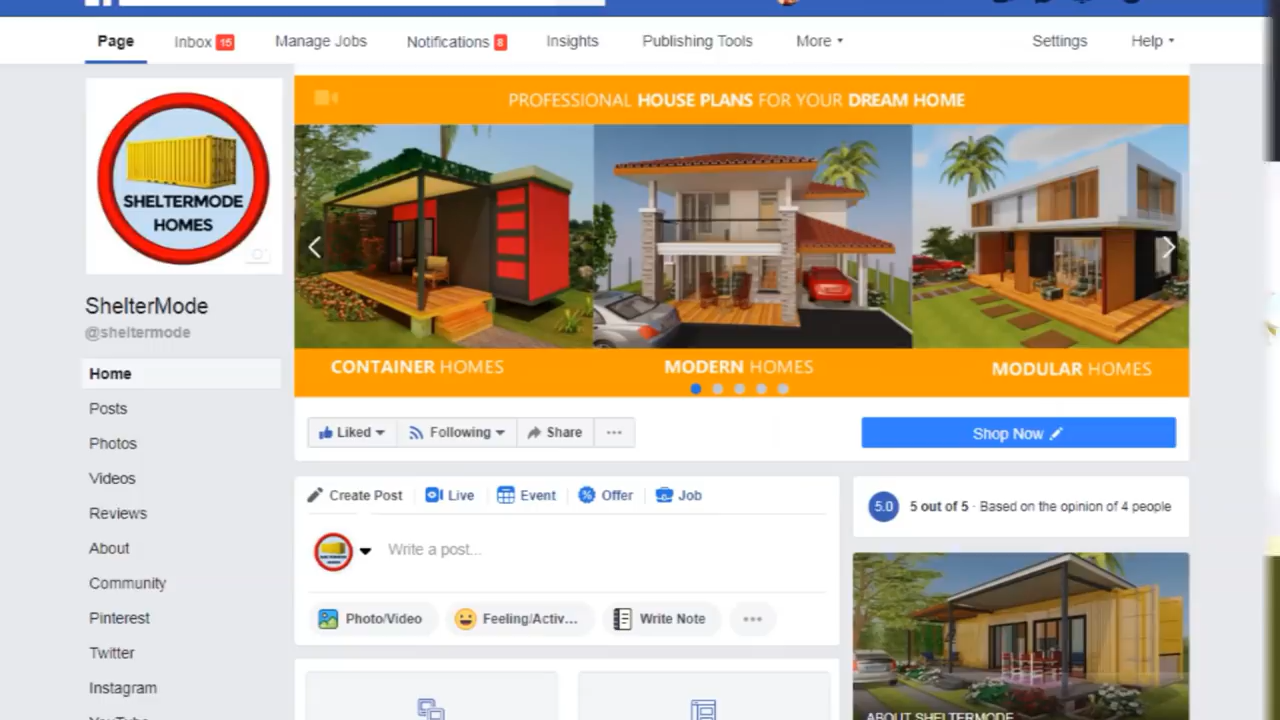 Page
Inbox 15
Manage Jobs
Notifications 8
Insights
Publishing Tools
More
Settings
Help
PROFESSIONAL HOUSE PLANS FOR YOUR DREAM HOME
SHELTERMODE
HOMES
CONTAINER HOMES
MODERN HOMES
MODULAR HOMES
ShelterMode
@sheltermode
Home
Posts
Photos
Videos
Reviews
About
Community
Pinterest
Twitter
Instagram
YouTube
Liked
Following
Share
Shop Now
Create Post
Live
Event
Offer
Job
Write a post...
Photo/Video
Feeling/Activ...
Write Note
5.0 5 out of 5 · Based on the opinion of 4 people
ABOUT SHELTERMODE